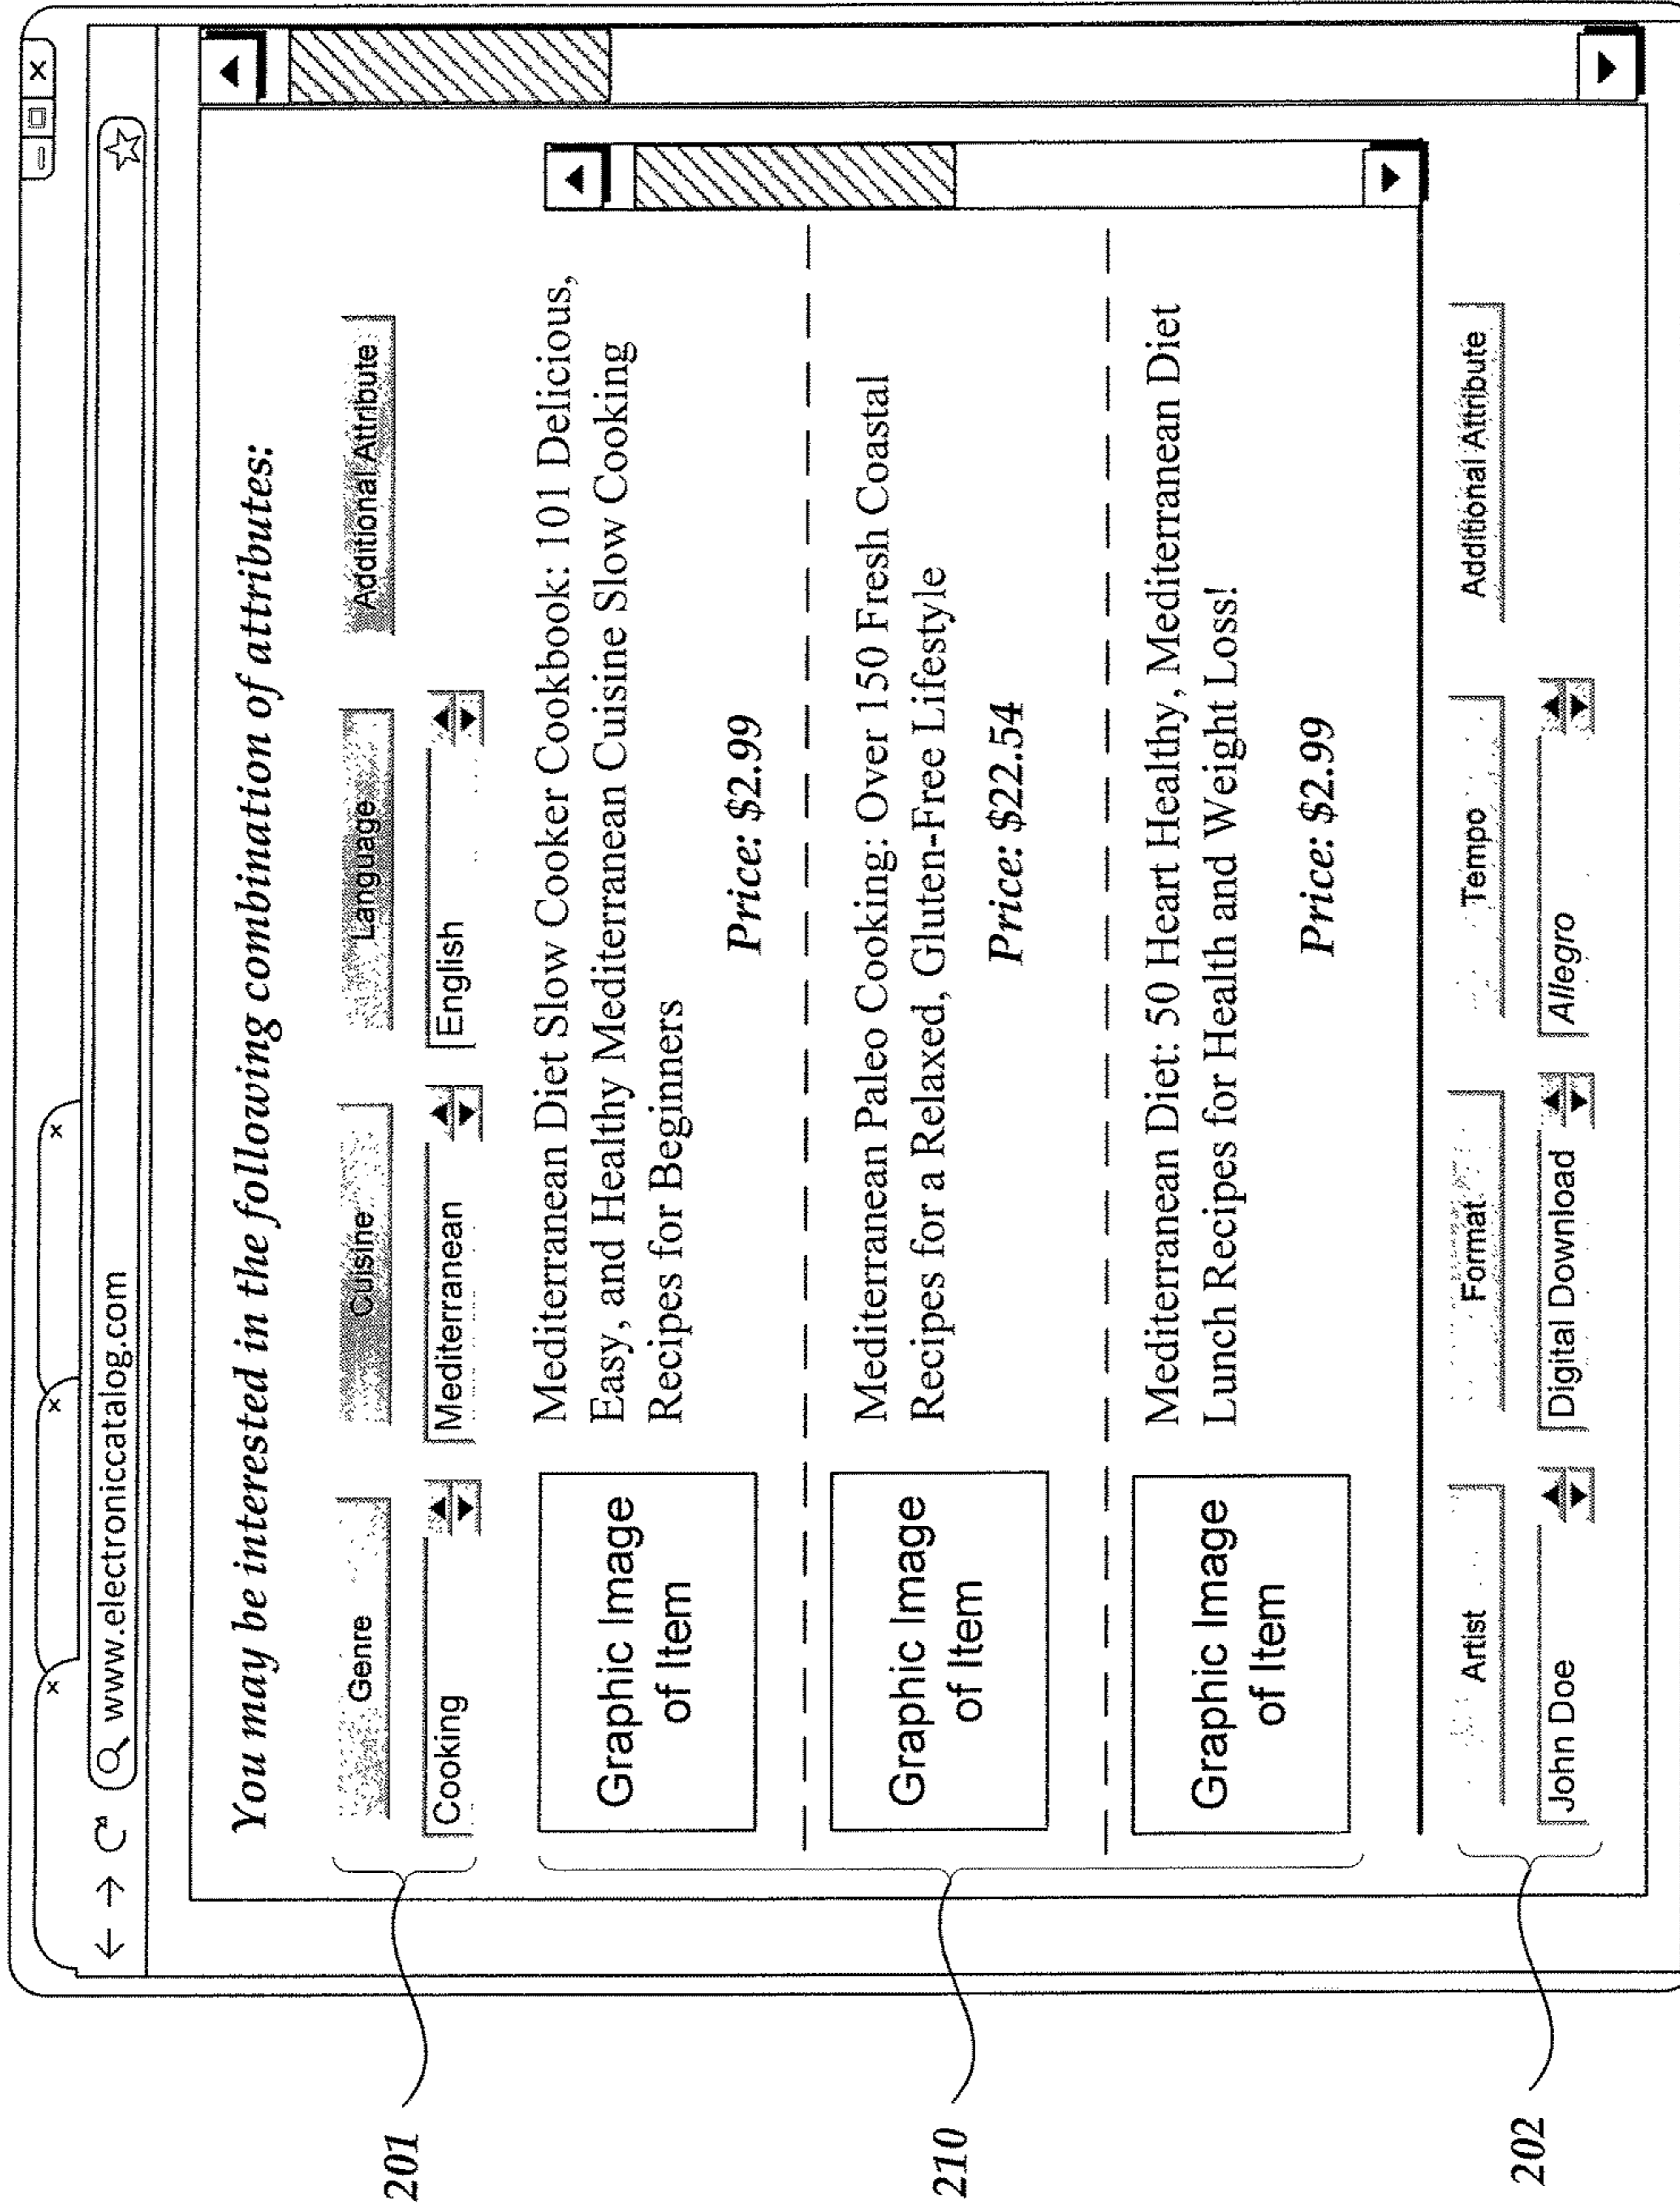 www.electroniccatalog.com
You may be interested in the following combination of attributes:
Genre
Cuisine
Language
Additional Attribute
Cooking
Mediterranean
English
Graphic Image
of Item
Mediterranean Diet Slow Cooker Cookbook: 101 Delicious,
Easy, and Healthy Mediterranean Cuisine Slow Cooking
Recipes for Beginners
Price: $2.99
Graphic Image
of Item
Mediterranean Paleo Cooking: Over 150 Fresh Coastal
Recipes for a Relaxed, Gluten-Free Lifestyle
Price: $22.54
Graphic Image
of Item
Mediterranean Diet: 50 Heart Healthy, Mediterranean Diet
Lunch Recipes for Health and Weight Loss!
Price: $2.99
Artist
Format
Tempo
Additional Attribute
John Doe
Digital Download
Allegro
201
210
202